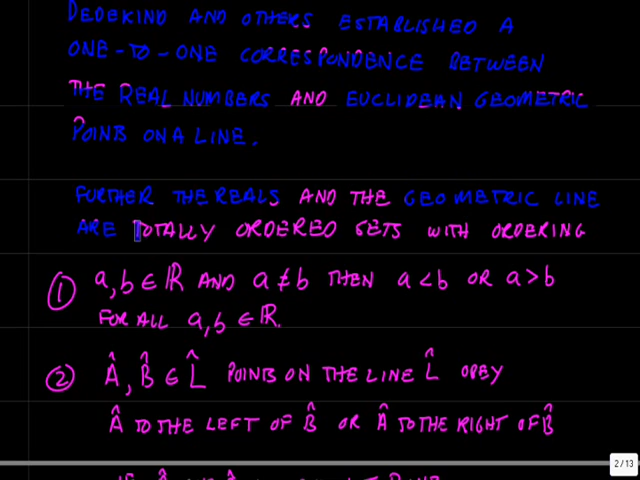 DEDEKIND AND OTHERS ESTABLISHED A
ONE-TO-ONE CORRESPONDENCE BETWEEN
THE REAL NUMBERS AND EUCLIDEAN GEOMETRIC
POINTS ON A LINE.
FURTHER THE REALS AND THE GEOMETRIC LINE
ARE TOTALLY ORDERED SETS WITH ORDERING
① a, b ∈ ℝ AND a ≠ b THEN a < b OR a > b
FOR ALL a, b ∈ ℝ.
② Â, B̂ ∈ L̂ POINTS ON THE LINE L̂ OBEY
Â TO THE LEFT OF B̂ OR Â TO THE RIGHT OF B̂
2/13